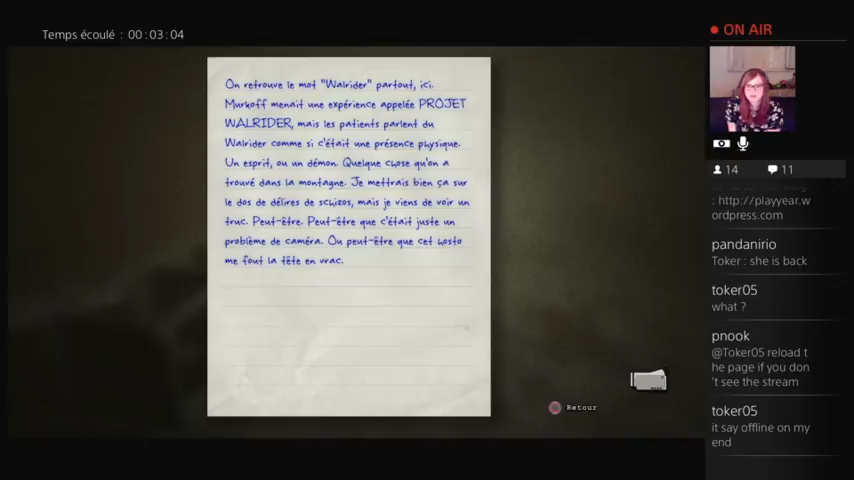 Temps écoulé : 00:03:04
ON AIR
On retrouve le mot "Walrider" partout, ici.
Murkoff menait une expérience appelée PROJET
WALRIDER, mais les patients parlent du
Walrider comme si c'était une présence physique.
Un esprit, ou un démon. Quelque chose qu'on a
trouvé dans la montagne. Je mettrais bien ça sur
le dos de délires de schizos, mais je viens de voir un
truc. Peut-être. Peut-être que c'était juste un
problème de caméra. Ou peut-être que cet hosto
me fout la tête en vrac.
Retour
14
11
: http://playyear.w
ordpress.com
pandanirio
Toker : she is back
toker05
what ?
pnook
@Toker05 reload t
he page if you don
't see the stream
toker05
it say offline on my
end